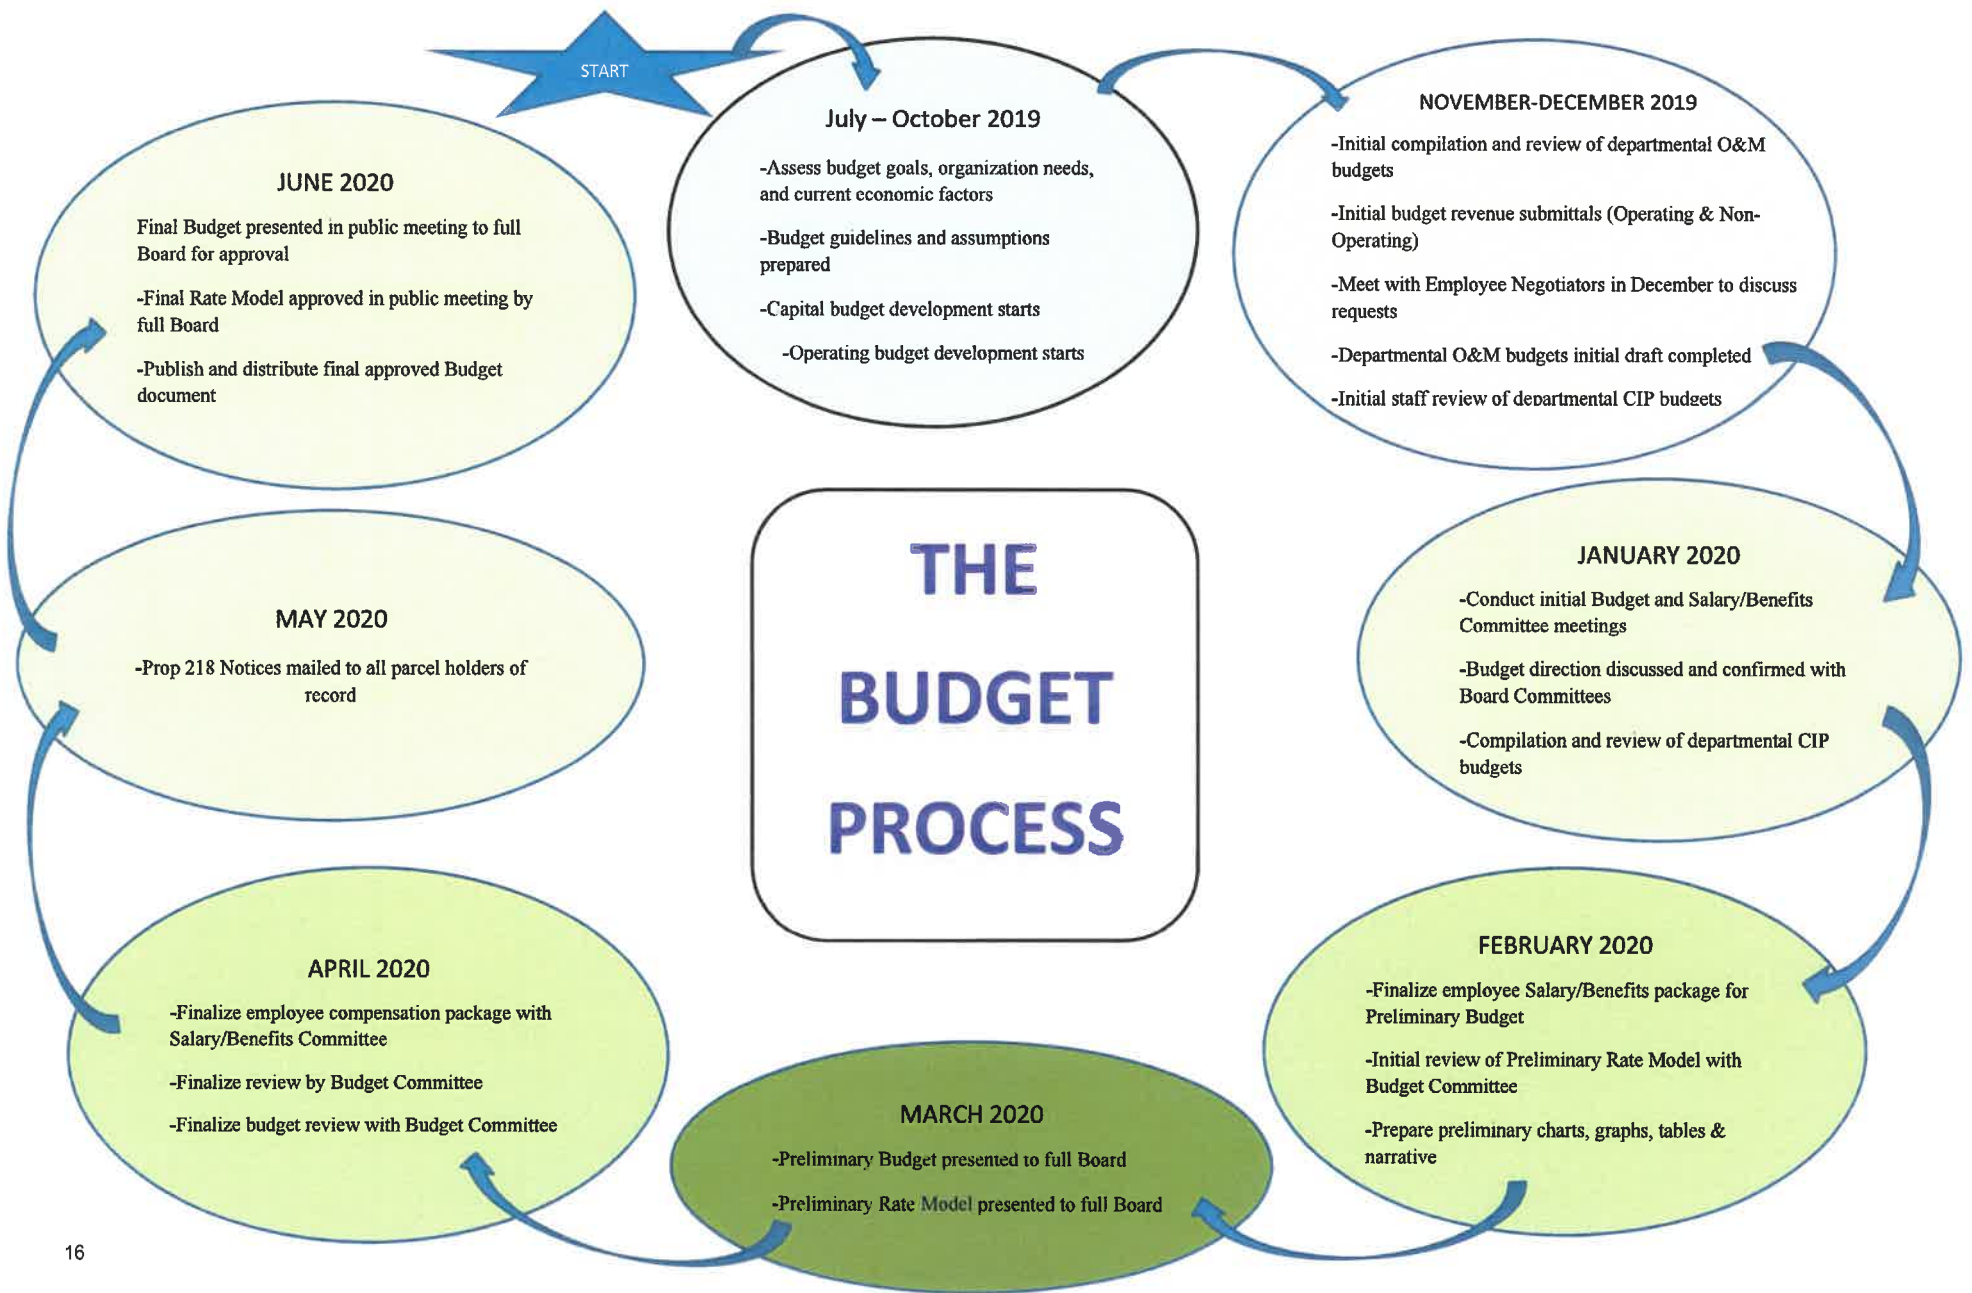 START
July – October 2019
-Assess budget goals, organization needs,
and current economic factors
-Budget guidelines and assumptions
prepared
-Capital budget development starts
-Operating budget development starts
NOVEMBER-DECEMBER 2019
-Initial compilation and review of departmental O&M
budgets
-Initial budget revenue submittals (Operating & Non-
Operating)
-Meet with Employee Negotiators in December to discuss
requests
-Departmental O&M budgets initial draft completed
-Initial staff review of departmental CIP budgets
JANUARY 2020
-Conduct initial Budget and Salary/Benefits
Committee meetings
-Budget direction discussed and confirmed with
Board Committees
-Compilation and review of departmental CIP
budgets
FEBRUARY 2020
-Finalize employee Salary/Benefits package for
Preliminary Budget
-Initial review of Preliminary Rate Model with
Budget Committee
-Prepare preliminary charts, graphs, tables &
narrative
MARCH 2020
-Preliminary Budget presented to full Board
-Preliminary Rate Model presented to full Board
APRIL 2020
-Finalize employee compensation package with
Salary/Benefits Committee
-Finalize review by Budget Committee
-Finalize budget review with Budget Committee
MAY 2020
-Prop 218 Notices mailed to all parcel holders of
record
JUNE 2020
Final Budget presented in public meeting to full
Board for approval
-Final Rate Model approved in public meeting by
full Board
-Publish and distribute final approved Budget
document
THE
BUDGET
PROCESS
16